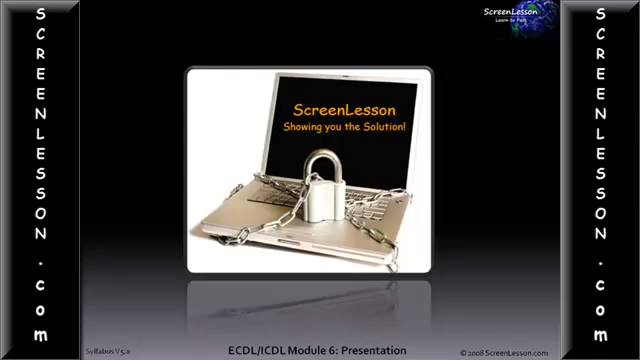 ScreenLesson
Learn to Pass
SCREENLESSON.com
ScreenLesson
Showing you the Solution!
SCREENLESSON.com
Syllabus V5.0
ECDL/ICDL Module 6: Presentation
© 2008 ScreenLesson.com